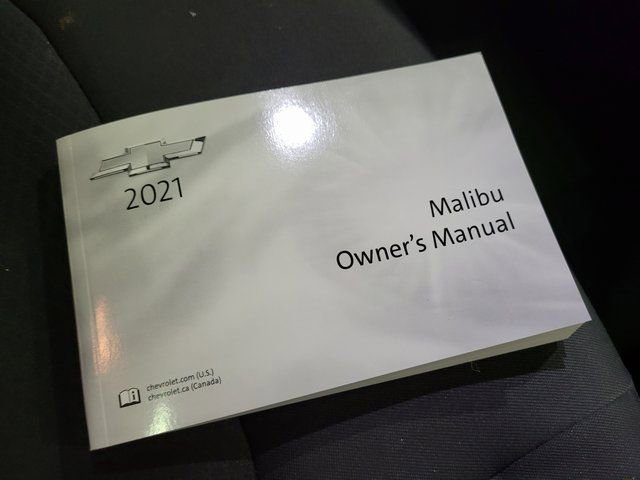 2021
Malibu
Owner's Manual
chevrolet.com (U.S.)
chevrolet.ca (Canada)